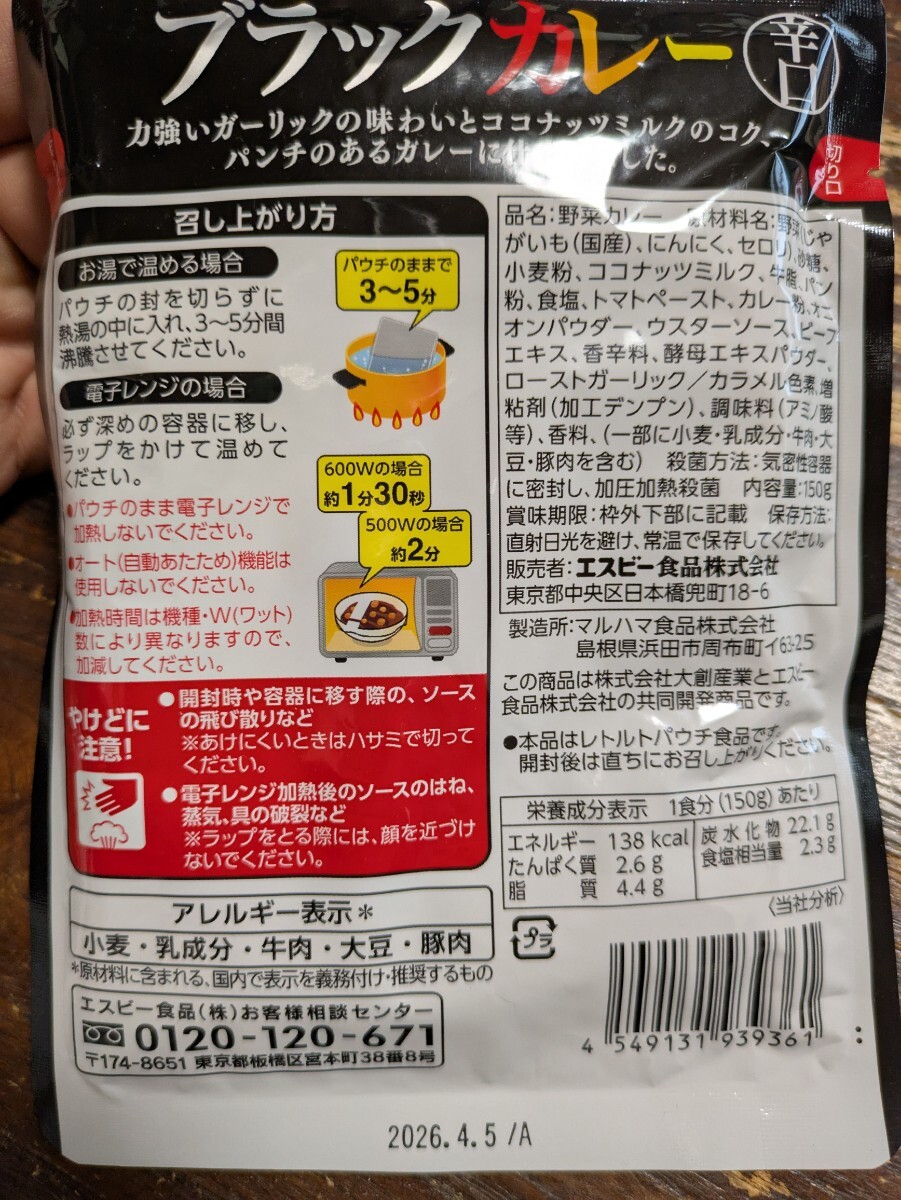 ブラックカレー
辛口
力強いガーリックの味わいとココナッツミルクのコク、
パンチのあるカレーに仕 した。
切り口
召し上がり方
お湯で温める場合
パウチの封を切らずに
熱湯の中に入れ、3〜5分間
沸騰させてください。
パウチのままで
3〜5分
電子レンジの場合
必ず深めの容器に移し、
ラップをかけて温めて
ください。
600Wの場合
約1分30秒
500Wの場合
約2分
●パウチのまま電子レンジで
加熱しないでください。
●オート(自動あたため)機能は
使用しないでください。
●加熱時間は機種・W(ワット)
数により異なりますので、
加減してください。
やけどに
注意!
●開封時や容器に移す際の、ソース
の飛び散りなど
※あけにくいときはハサミで切って
ください。
●電子レンジ加熱後のソースのはね、
蒸気、具の破裂など
※ラップをとる際には、顔を近づけ
ないでください。
アレルギー表示*
小麦・乳成分・牛肉・大豆・豚肉
*原材料に含まれる、国内で表示を義務付け・推奨するもの
エスビー食品(株)お客様相談センター
0120-120-671
〒174-8651 東京都板橋区宮本町38番8号
品名:野菜カレー 原材料名:野菜(じゃ
がいも(国産)、にんにく、セロリ)、砂糖、
小麦粉、ココナッツミルク、牛脂、パン
粉、食塩、トマトペースト、カレー粉、オニ
オンパウダー、ウスターソース、ビーフ
エキス、香辛料、酵母エキスパウダー、
ローストガーリック/カラメル色素、増
粘剤(加工デンプン)、調味料(アミノ酸
等)、香料、(一部に小麦・乳成分・牛肉・大
豆・豚肉を含む) 殺菌方法:気密性容器
に密封し、加圧加熱殺菌 内容量:150g
賞味期限:枠外下部に記載 保存方法:
直射日光を避け、常温で保存してください。
販売者:エスビー食品株式会社
東京都中央区日本橋兜町18-6
製造所:マルハマ食品株式会社
島根県浜田市周布町イ63-25
この商品は株式会社大創産業とエスビー
食品株式会社の共同開発商品です。
●本品はレトルトパウチ食品です。
開封後は直ちにお召し上がりください。
栄養成分表示 1食分(150g)あたり
エネルギー 138 kcal
たんぱく質 2.6 g
脂質 4.4 g
炭水化物 22.1 g
食塩相当量 2.3 g
〈当社分析〉
プラ
4 549131 939361
2026.4.5 /A